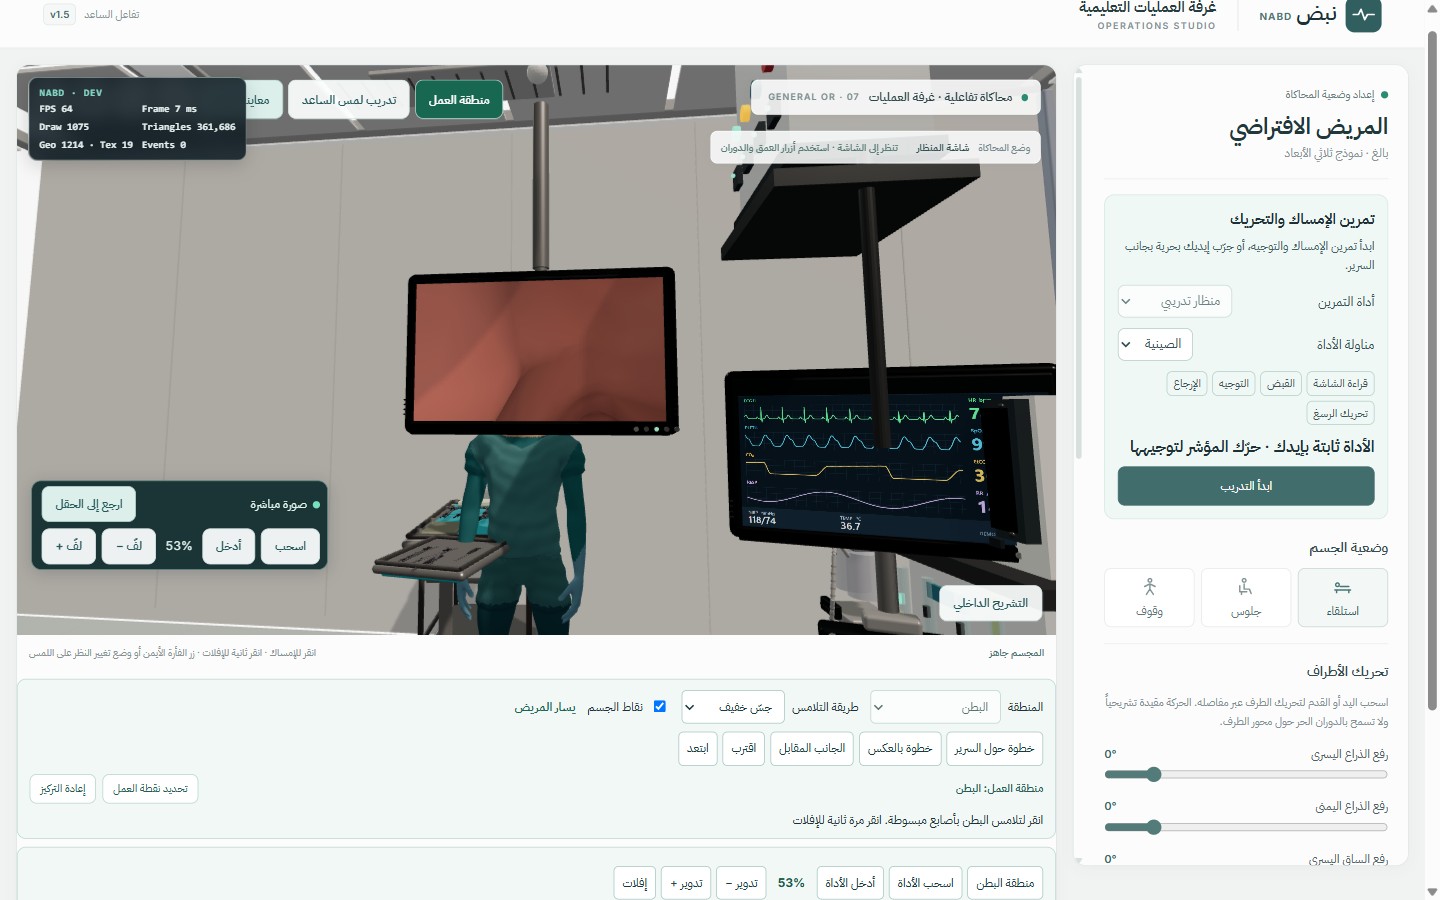 نبض NABD
غرفة العمليات التعليمية
OPERATIONS STUDIO
تفاعل الساعد v1.5
إعداد وضعية المحاكاة
المريض الافتراضي
بالغ · نموذج ثلاثي الأبعاد
تمرين الإمساك والتحريك
ابدأ تمرين الإمساك والتوجيه، أو جرّب إيديك بحرية بجانب
السرير.
أداة التمرين منظار تدريبي
مناولة الأداة الصينية
قراءة الشاشة القبض التوجيه الإرجاع
تحريك الرسغ
الأداة ثابتة بإيدك · حرّك المؤشر لتوجيهها
ابدأ التدريب
وضعية الجسم
استلقاء جلوس وقوف
تحريك الأطراف
اسحب اليد أو القدم لتحريك الطرف عبر مفاصله. الحركة مقيدة تشريحياً
ولا تسمح بالدوران الحر حول محور الطرف.
رفع الذراع اليسرى 0°
رفع الذراع اليمنى 0°
رفع الساق اليسرى 0°
محاكاة تفاعلية · غرفة العمليات GENERAL OR · 07
منطقة العمل تدريب لمس الساعد
NABD · DEV
FPS 64 Frame 7 ms
Draw 1075 Triangles 361,686
Geo 1214 · Tex 19 Events 0
وضع المحاكاة شاشة المنظار تنظر إلى الشاشة · استخدم أزرار العمق والدوران
118/74
36.7
صورة مباشرة ارجع إلى الحقل
اسحب أدخل 53% لفّ − لفّ +
التشريح الداخلي
المجسم جاهز
انقر للإمساك · انقر ثانية للإفلات · زر الفأرة الأيمن أو وضع تغيير النظر على اللمس
المنطقة البطن طريقة التلامس جسّ خفيف نقاط الجسم يسار المريض
خطوة حول السرير خطوة بالعكس الجانب المقابل اقترب ابتعد
منطقة العمل: البطن تحديد نقطة العمل إعادة التركيز
انقر لتلامس البطن بأصابع مبسوطة. انقر مرة ثانية للإفلات
منطقة البطن اسحب الأداة أدخل الأداة 53% تدوير − تدوير + إفلات